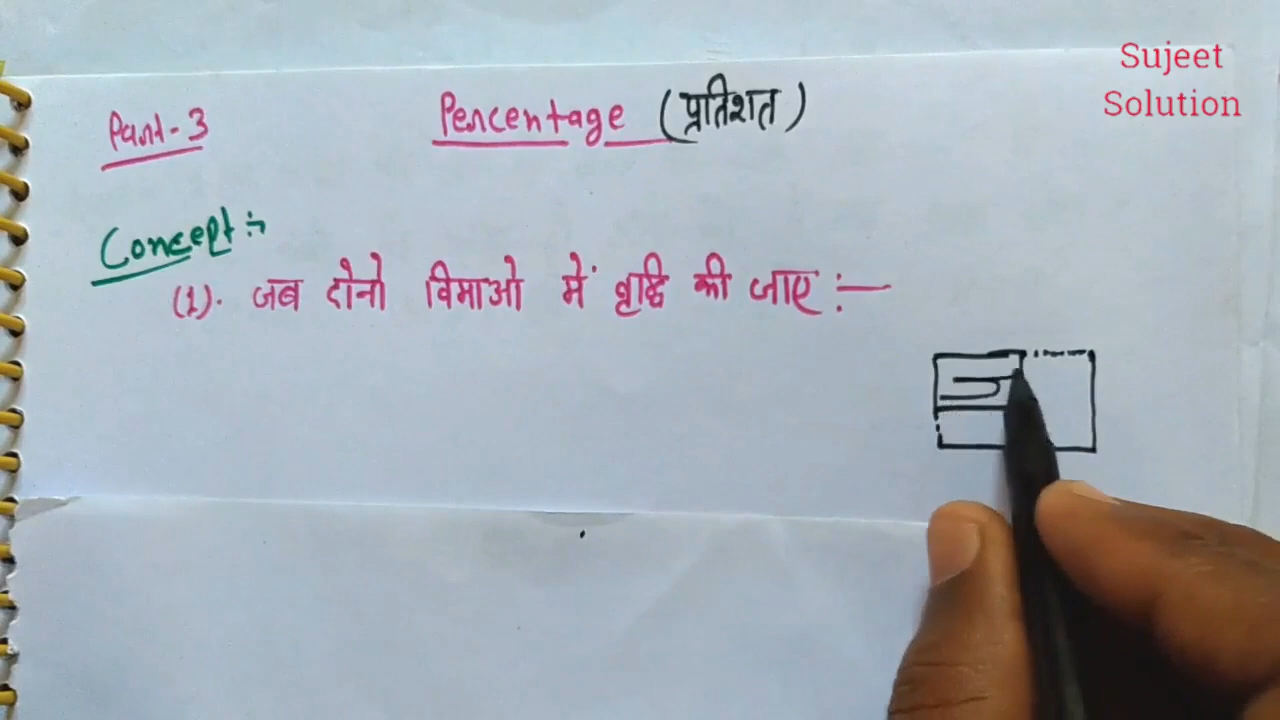 Sujeet
Solution
Part-3
Percentage (प्रतिशत)
Concept :-
(1). जब दोनो विमाओ में वृद्धि की जाए :—